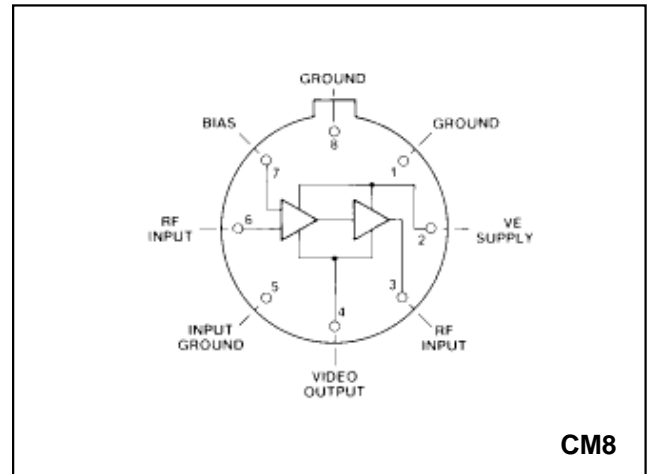 GROUND
BIAS
GROUND
8
7
1
RF
INPUT
6
2
VE
SUPPLY
5
4
3
INPUT
GROUND
VIDEO
OUTPUT
RF
INPUT
CM8